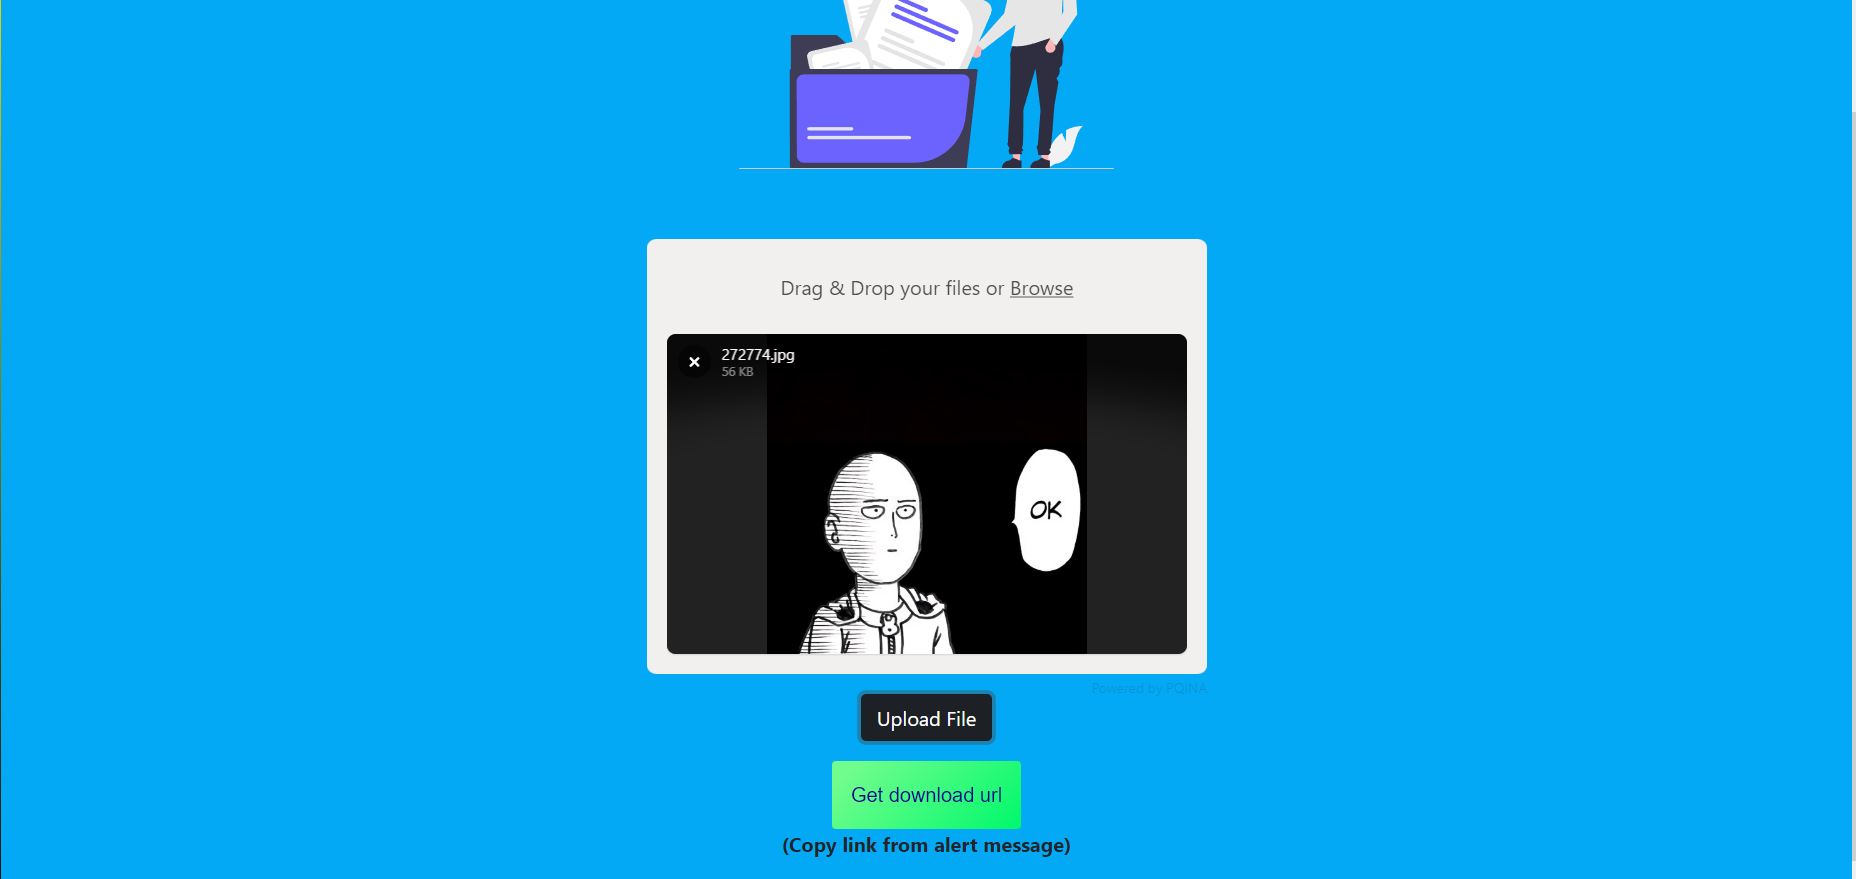 Drag & Drop your files or Browse
272774.jpg
56 KB
OK
Powered by PQINA
Upload File
Get download url
(Copy link from alert message)